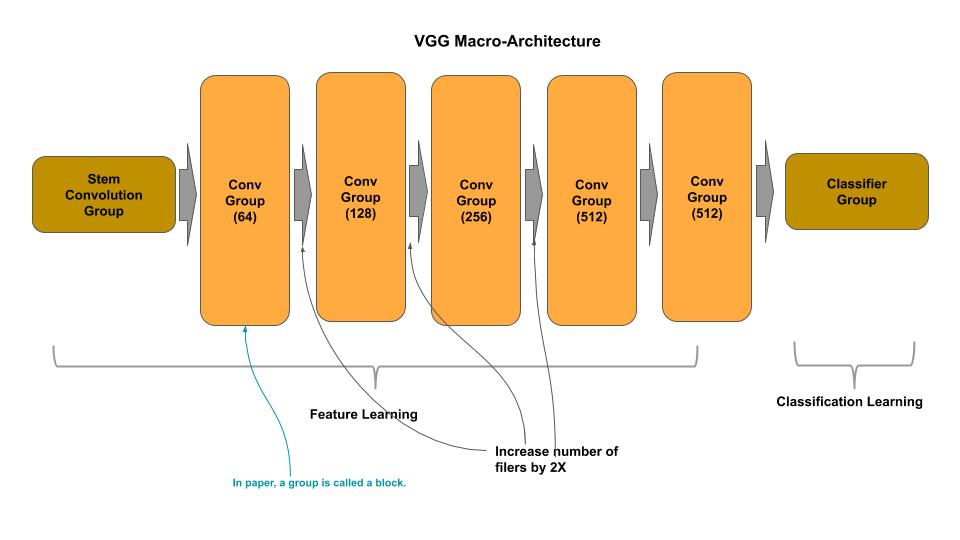 VGG Macro-Architecture
Stem
Convolution
Group
Conv
Group
(64)
Conv
Group
(128)
Conv
Group
(256)
Conv
Group
(512)
Conv
Group
(512)
Classifier
Group
Feature Learning
Classification Learning
Increase number of
filers by 2X
In paper, a group is called a block.